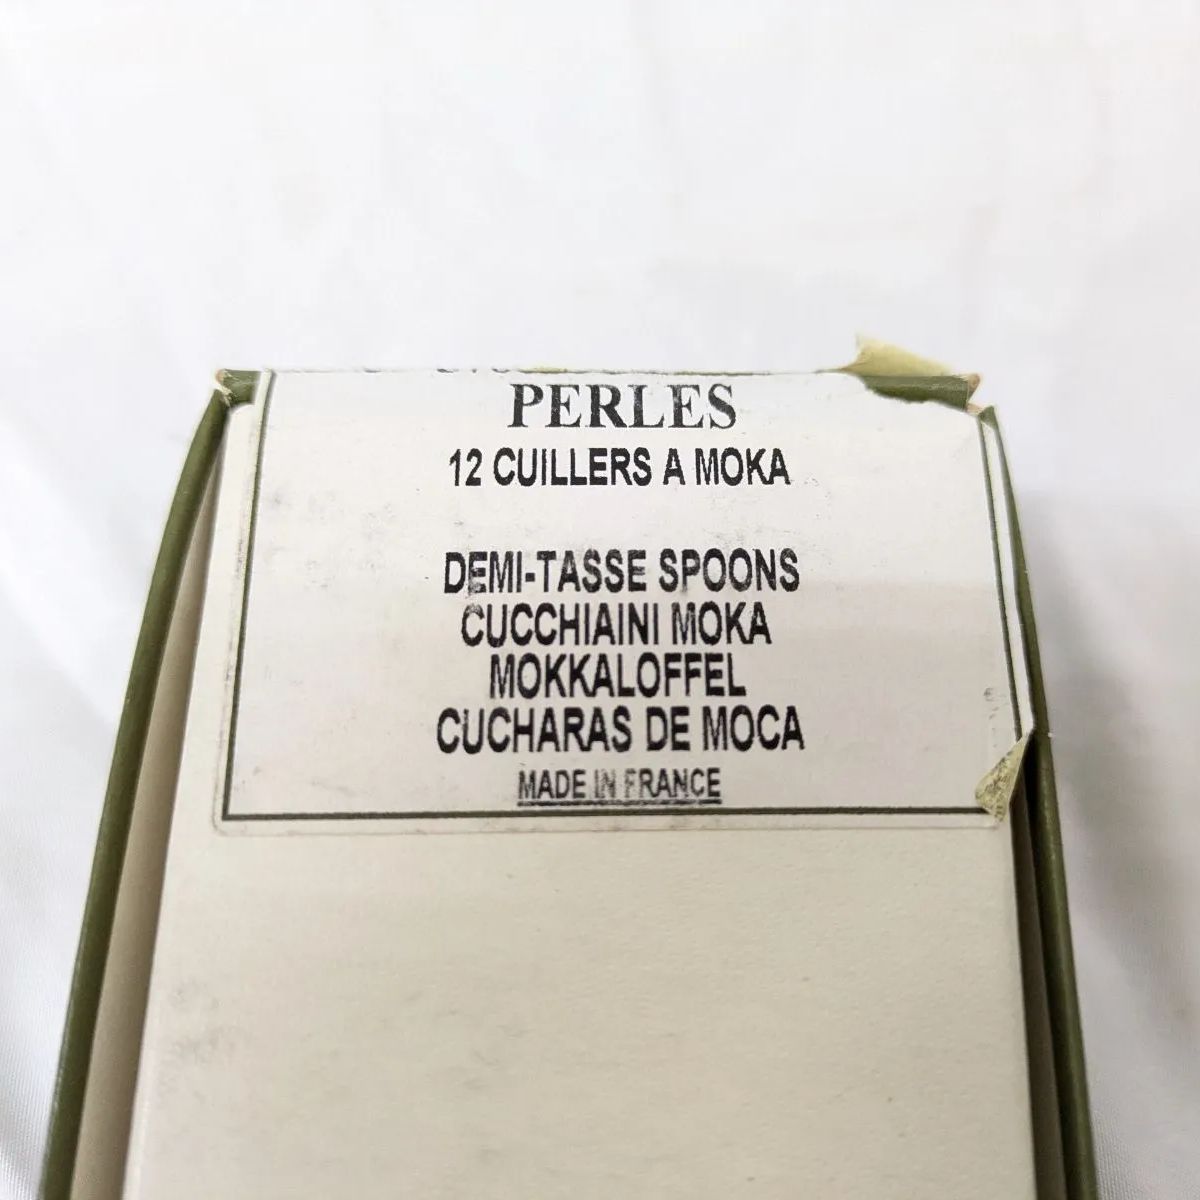 PERLES
12 CUILLERS A MOKA
DEMI-TASSE SPOONS
CUCCHIAINI MOKA
MOKKALOFFEL
CUCHARAS DE MOCA
MADE IN FRANCE